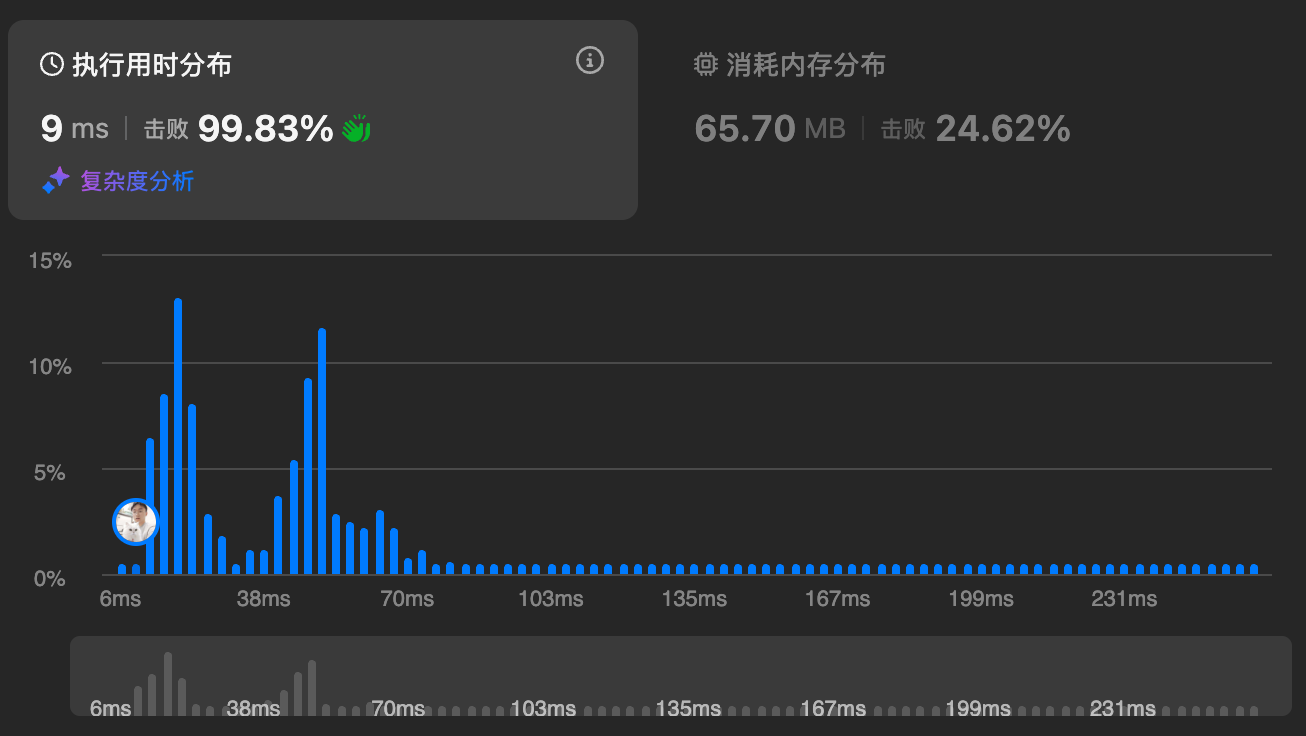 执行用时分布
9 ms | 击败 99.83%
复杂度分析
消耗内存分布
65.70 MB | 击败 24.62%
15%
10%
5%
0%
6ms 38ms 70ms 103ms 135ms 167ms 199ms 231ms
6ms 38ms 70ms 103ms 135ms 167ms 199ms 231ms